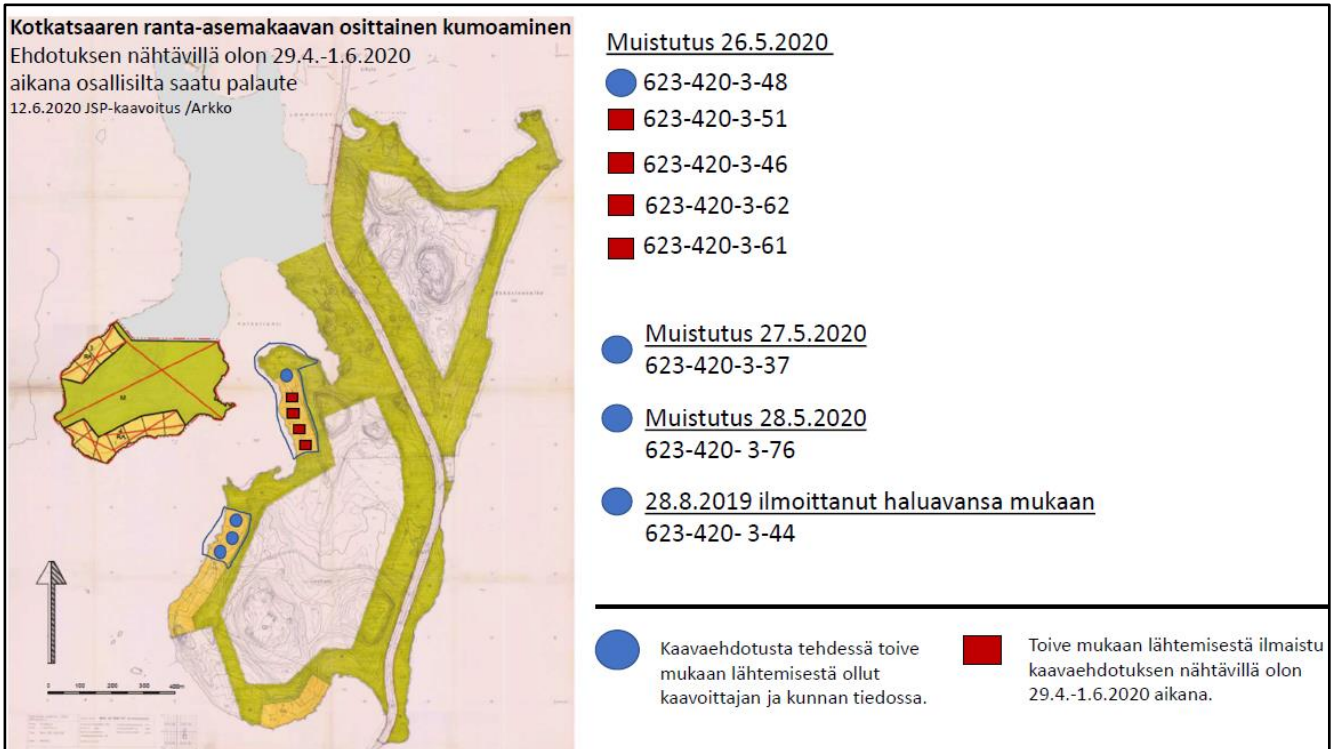 Kotkatsaaren ranta-asemakaavan osittainen kumoaminen
Ehdotuksen nähtävillä olon 29.4.-1.6.2020
aikana osallisilta saatu palaute
12.6.2020 JSP-kaavoitus /Arkko
Muistutus 26.5.2020
623-420-3-48
623-420-3-51
623-420-3-46
623-420-3-62
623-420-3-61
Muistutus 27.5.2020
623-420-3-37
Muistutus 28.5.2020
623-420- 3-76
28.8.2019 ilmoittanut haluavansa mukaan
623-420- 3-44
Kaavaehdotusta tehdessä toive
mukaan lähtemisestä ollut
kaavoittajan ja kunnan tiedossa.
Toive mukaan lähtemisestä ilmaistu
kaavaehdotuksen nähtävillä olon
29.4.-1.6.2020 aikana.
M
RA
0 100 200 300 400m